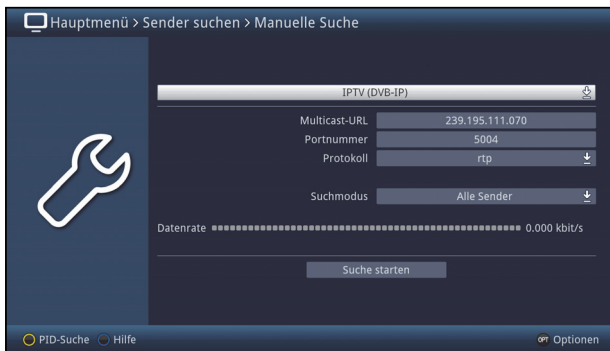 Hauptmenü > Sender suchen > Manuelle Suche
IPTV (DVB-IP)
Multicast-URL 239.195.111.070
Portnummer 5004
Protokoll rtp
Suchmodus Alle Sender
Datenrate 0.000 kbit/s
Suche starten
PID-Suche Hilfe OPT Optionen